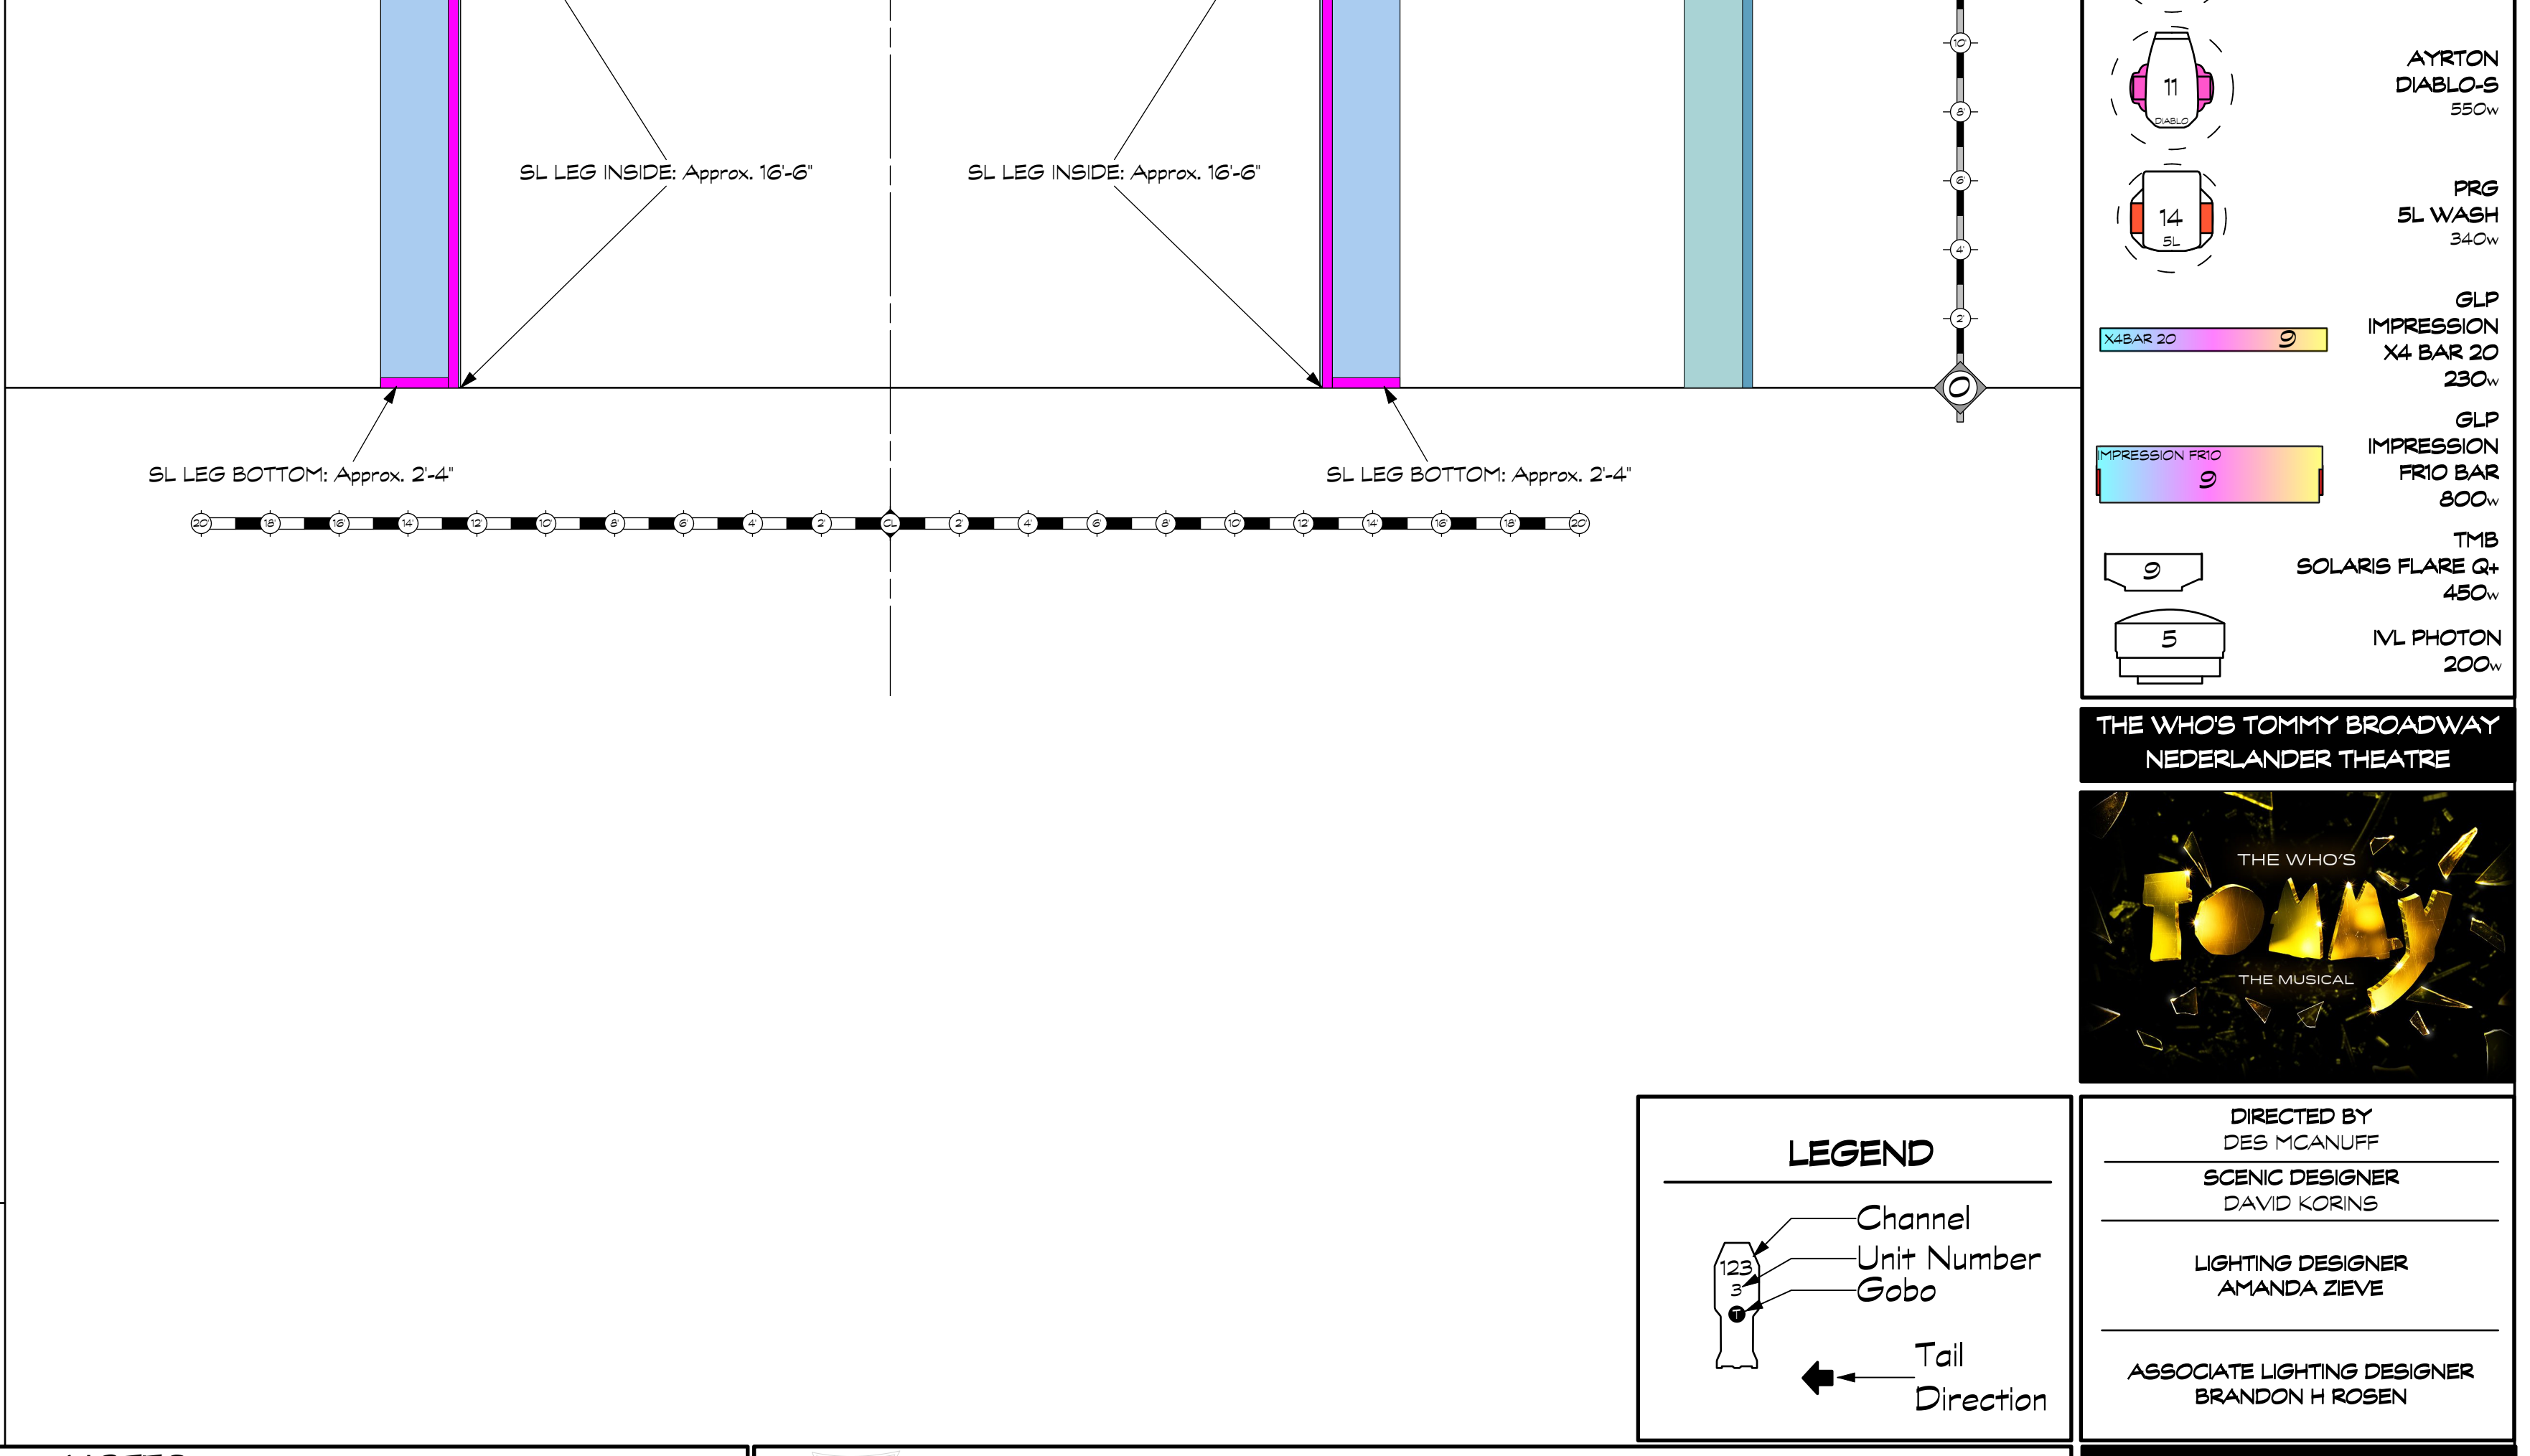 10'
8'
6'
4'
2'
0
SL LEG INSIDE: Approx. 16'-6"
SL LEG INSIDE: Approx. 16'-6"
SL LEG BOTTOM: Approx. 2'-4"
SL LEG BOTTOM: Approx. 2'-4"
20' 18' 16' 14' 12' 10' 8' 6' 4' 2' CL 2' 4' 6' 8' 10' 12' 14' 16' 18' 20'
11
DIABLO
AYRTON
DIABLO-S
550w
14
5L
PRG
5L WASH
340w
X4BAR 20 9
GLP
IMPRESSION
X4 BAR 20
230w
IMPRESSION FR10
9
GLP
IMPRESSION
FR10 BAR
800w
9
TMB
SOLARIS FLARE Q+
450w
5
IVL PHOTON
200w
THE WHO'S TOMMY BROADWAY
NEDERLANDER THEATRE
THE WHO'S
TOMMY
THE MUSICAL
LEGEND
Channel
Unit Number
Gobo
123
3
T
Tail
Direction
DIRECTED BY
DES MCANUFF
SCENIC DESIGNER
DAVID KORINS
LIGHTING DESIGNER
AMANDA ZIEVE
ASSOCIATE LIGHTING DESIGNER
BRANDON H ROSEN